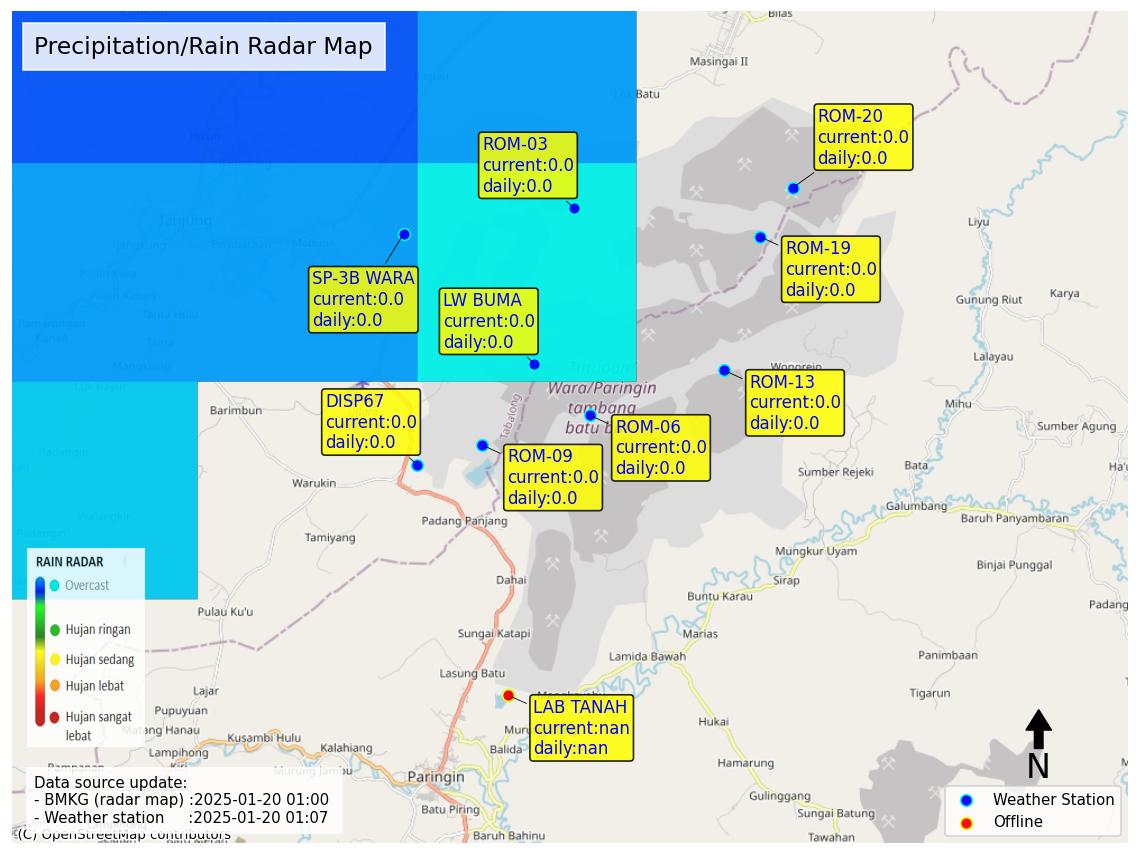 Precipitation/Rain Radar Map
Bilas
Masingai II
Batu
ROM-20
current:0.0
daily:0.0
ROM-03
current:0.0
daily:0.0
Tanjung
Liyu
ROM-19
current:0.0
daily:0.0
SP-3B WARA
current:0.0
daily:0.0
LW BUMA
current:0.0
daily:0.0
Gunung Riut
Karya
Lalayau
Wonorejo
Tutupan
Wara/Paringin
tambang
batu b
ROM-13
current:0.0
daily:0.0
DISP67
current:0.0
daily:0.0
Barimbun
Tabalong
Mihu
ROM-06
current:0.0
daily:0.0
Sumber Agung
ROM-09
current:0.0
daily:0.0
Sumber Rejeki
Bata
Ha'u
Warukin
Galumbang
Baruh Panyambaran
Padang Panjang
Tamiyang
Mungkur Uyam
Binjai Punggal
RAIN RADAR
Overcast
Hujan ringan
Hujan sedang
Hujan lebat
Hujan sangat
lebat
Dahai
Sirap
Buntu Karau
Padang
Pulau Ku'u
Sungai Katapi
Marias
Lamida Bawah
Panimbaan
Lasung Batu
Lajar
Tigarun
LAB TANAH
current:nan
daily:nan
Pupuyuan
Matang Hanau
Kusambi Hulu
Kalahiang
Lampihong
Muru
Balida
Hukai
Murung Jambu
Hamarung
Paringin
N
Data source update:
- BMKG (radar map) :2025-01-20 01:00
- Weather station :2025-01-20 01:07
Batu Piring
Gulinggang
Sungai Batung
Weather Station
Offline
Baruh Bahinu
Tawahan
(C) OpenStreetMap contributors